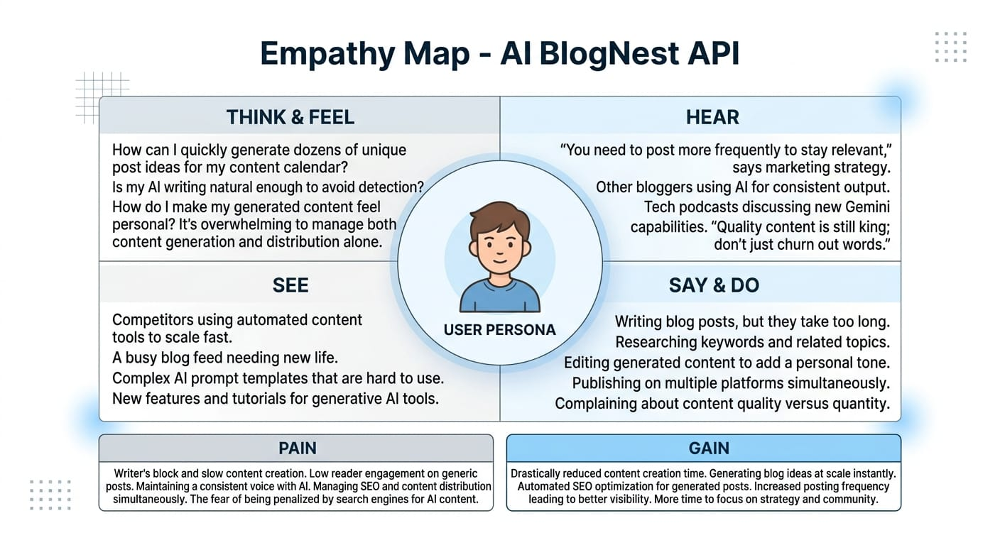 Empathy Map - AI BlogNest API
THINK & FEEL
How can I quickly generate dozens of unique
post ideas for my content calendar?
Is my AI writing natural enough to avoid detection?
How do I make my generated content feel
personal? It's overwhelming to manage both
content generation and distribution alone.
HEAR
“You need to post more frequently to stay relevant,”
says marketing strategy.
Other bloggers using AI for consistent output.
Tech podcasts discussing new Gemini
capabilities. “Quality content is still king;
don’t just churn out words.”
USER PERSONA
SEE
Competitors using automated content
tools to scale fast.
A busy blog feed needing new life.
Complex AI prompt templates that are hard to use.
New features and tutorials for generative AI tools.
SAY & DO
Writing blog posts, but they take too long.
Researching keywords and related topics.
Editing generated content to add a personal tone.
Publishing on multiple platforms simultaneously.
Complaining about content quality versus quantity.
PAIN
Writer's block and slow content creation. Low reader engagement on generic
posts. Maintaining a consistent voice with AI. Managing SEO and content distribution
simultaneously. The fear of being penalized by search engines for AI content.
GAIN
Drastically reduced content creation time. Generating blog ideas at scale instantly.
Automated SEO optimization for generated posts. Increased posting frequency
leading to better visibility. More time to focus on strategy and community.